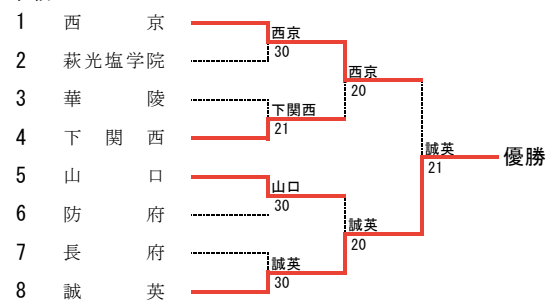 1 西京
2 萩光塩学院
3 華陵
4 下関西
5 山口
6 防府
7 長府
8 誠英
西京
30
下関西
21
山口
30
誠英
30
西京
20
誠英
20
誠英
21
優勝